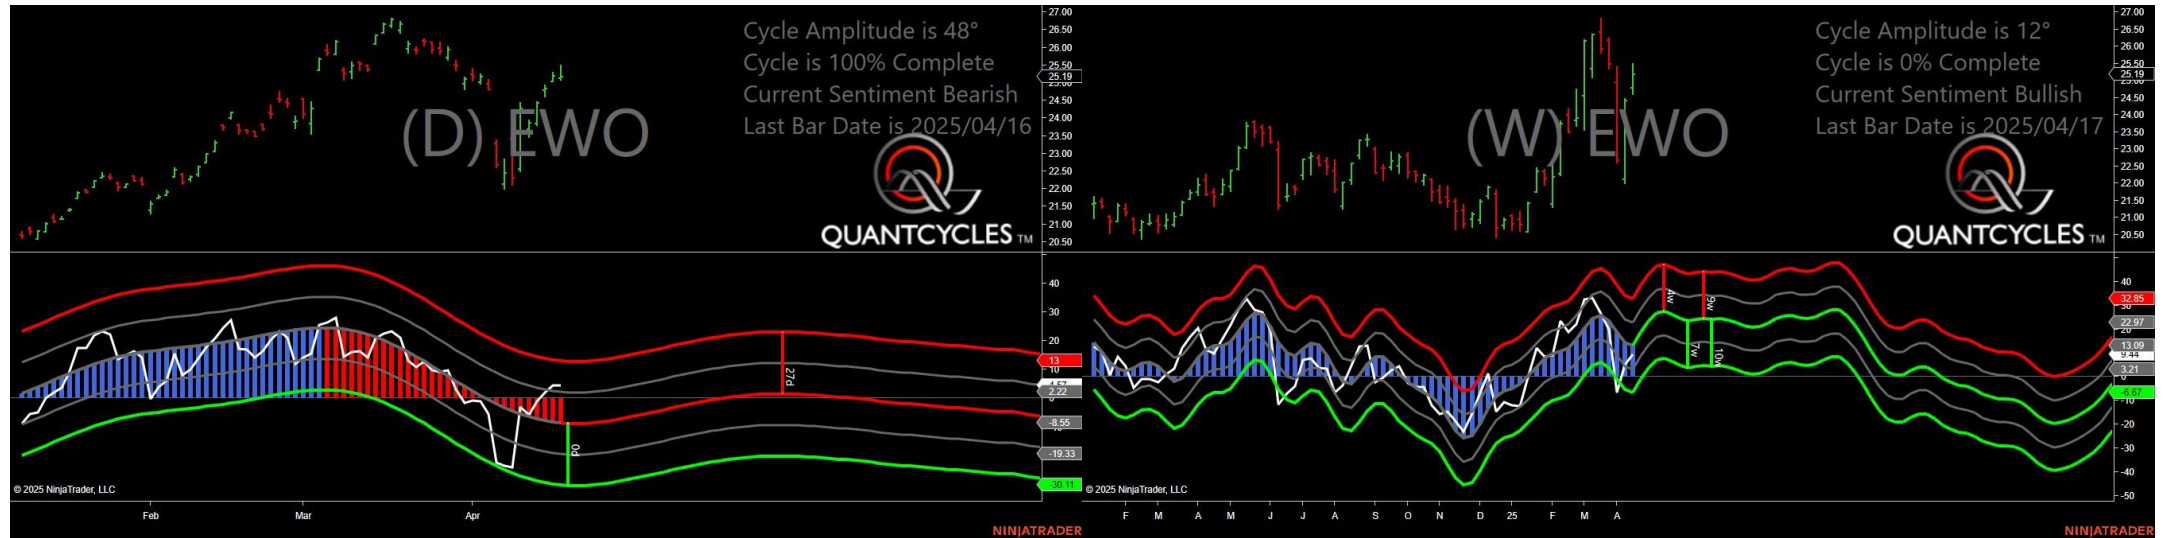 Cycle Amplitude is 48°
Cycle is 100% Complete
Current Sentiment Bearish
Last Bar Date is 2025/04/16
(D) EWO
QUANTCYCLES TM
27.00
26.50
26.00
25.50
25.19
24.50
24.00
23.50
23.00
22.50
22.00
21.50
21.00
20.50
40
30
20
13
10
2.22
0
-8.55
-19.33
-30.11
27d
0d
© 2025 NinjaTrader, LLC
Feb Mar Apr
NINJATRADER
Cycle Amplitude is 12°
Cycle is 0% Complete
Current Sentiment Bullish
Last Bar Date is 2025/04/17
(W) EWO
QUANTCYCLES TM
27.00
26.50
26.00
25.50
25.19
24.50
24.00
23.50
23.00
22.50
22.00
21.50
21.00
20.50
40
32.85
22.97
20
13.09
9.44
3.21
-6.67
-10
-20
-30
-40
-50
4w
9w
7w
10w
© 2025 NinjaTrader, LLC
F M A M J J A S O N D 25 F M A
NINJATRADER